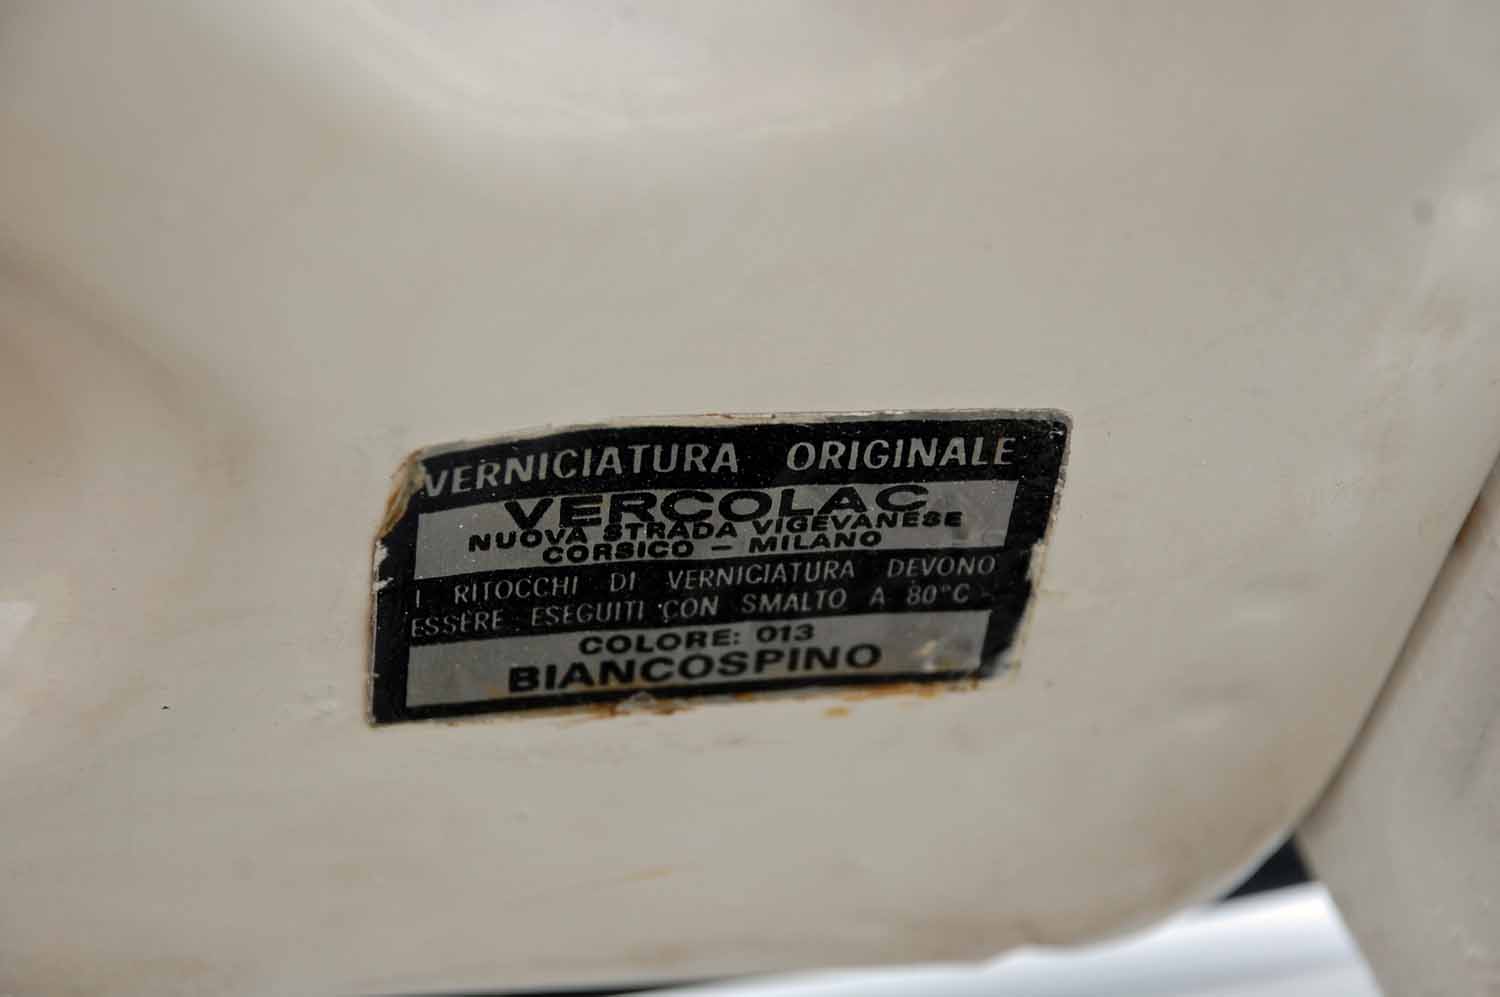 VERNICIATURA ORIGINALE
VERCOLAC
NUOVA STRADA VIGEVANESE
CORSICO – MILANO
I RITOCCHI DI VERNICIATURA DEVONO
ESSERE ESEGUITI CON SMALTO A 80°C
COLORE: 013
BIANCOSPINO